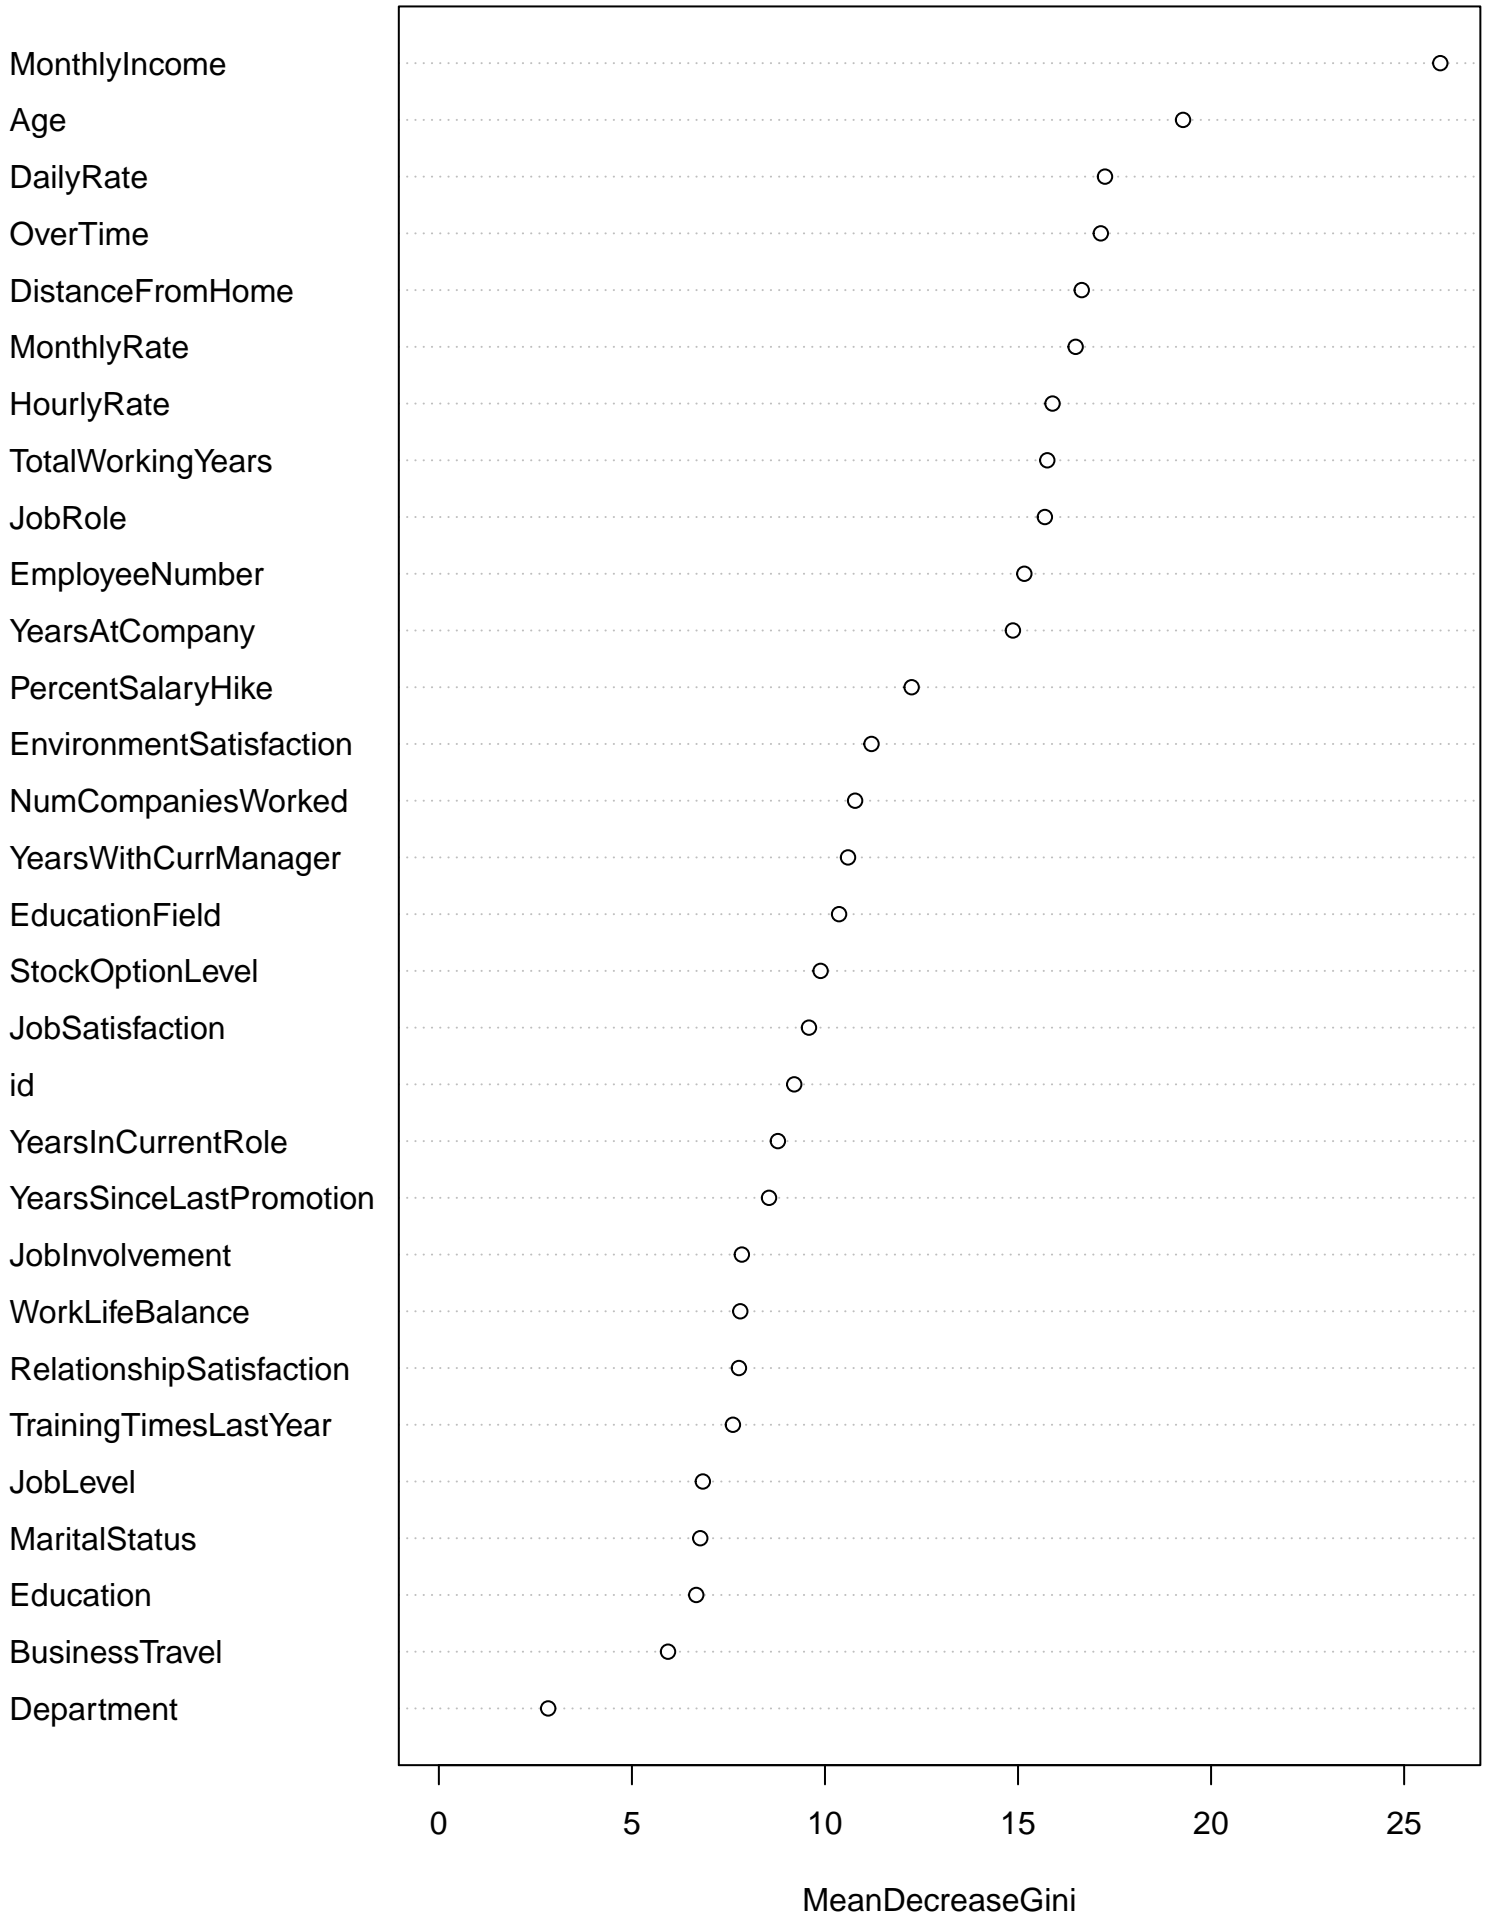 MonthlyIncome
Age
DailyRate
OverTime
DistanceFromHome
MonthlyRate
HourlyRate
TotalWorkingYears
JobRole
EmployeeNumber
YearsAtCompany
PercentSalaryHike
EnvironmentSatisfaction
NumCompaniesWorked
YearsWithCurrManager
EducationField
StockOptionLevel
JobSatisfaction
id
YearsInCurrentRole
YearsSinceLastPromotion
JobInvolvement
WorkLifeBalance
RelationshipSatisfaction
TrainingTimesLastYear
JobLevel
MaritalStatus
Education
BusinessTravel
Department
0 5 10 15 20 25
MeanDecreaseGini